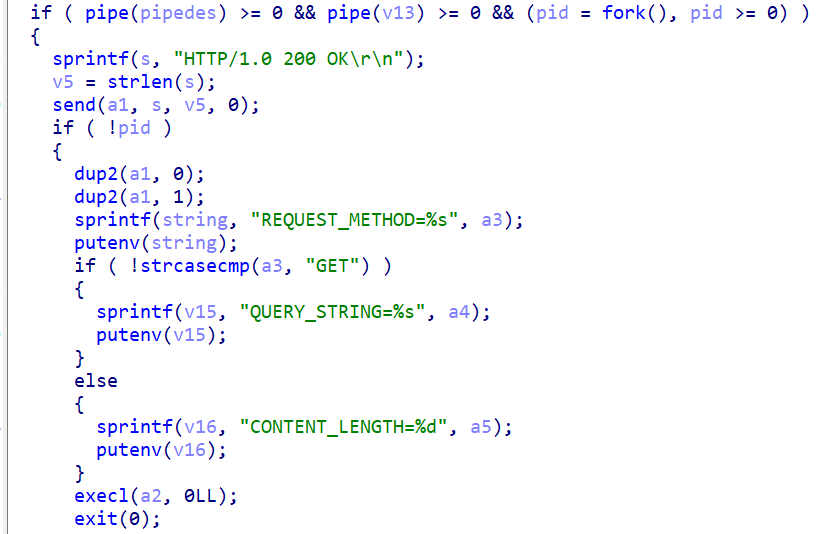 if ( pipe(pipedes) >= 0 && pipe(v13) >= 0 && (pid = fork(), pid >= 0) )
{
  sprintf(s, "HTTP/1.0 200 OK\r\n");
  v5 = strlen(s);
  send(a1, s, v5, 0);
  if ( !pid )
  {
    dup2(a1, 0);
    dup2(a1, 1);
    sprintf(string, "REQUEST_METHOD=%s", a3);
    putenv(string);
    if ( !strcasecmp(a3, "GET") )
    {
      sprintf(v15, "QUERY_STRING=%s", a4);
      putenv(v15);
    }
    else
    {
      sprintf(v16, "CONTENT_LENGTH=%d", a5);
      putenv(v16);
    }
    execl(a2, 0LL);
    exit(0);